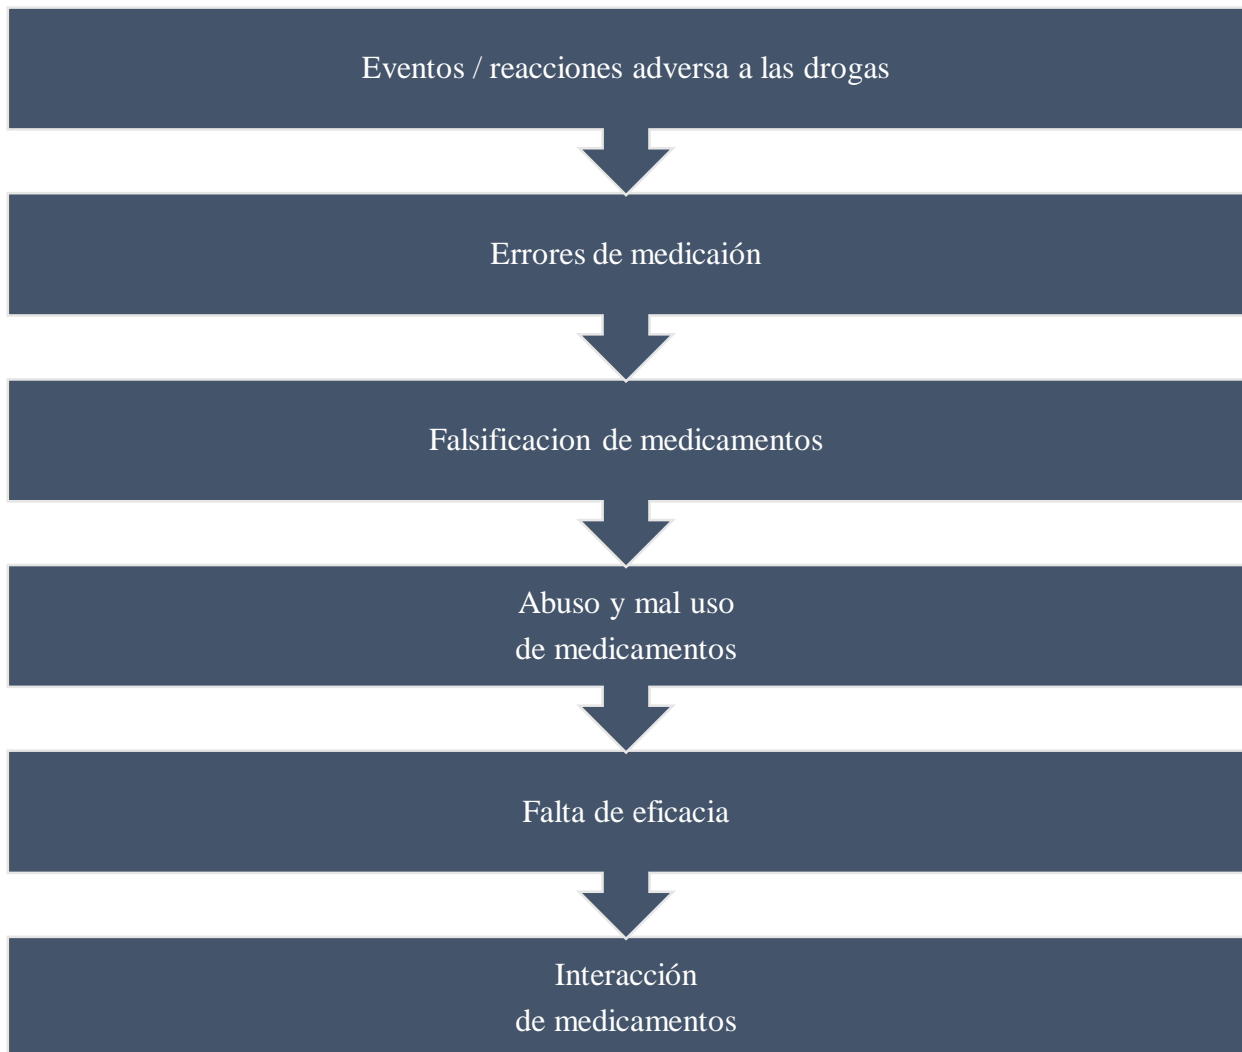 Eventos / reacciones adversa a las drogas
Errores de medicaión
Falsificacion de medicamentos
Abuso y mal uso
de medicamentos
Falta de eficacia
Interacción
de medicamentos